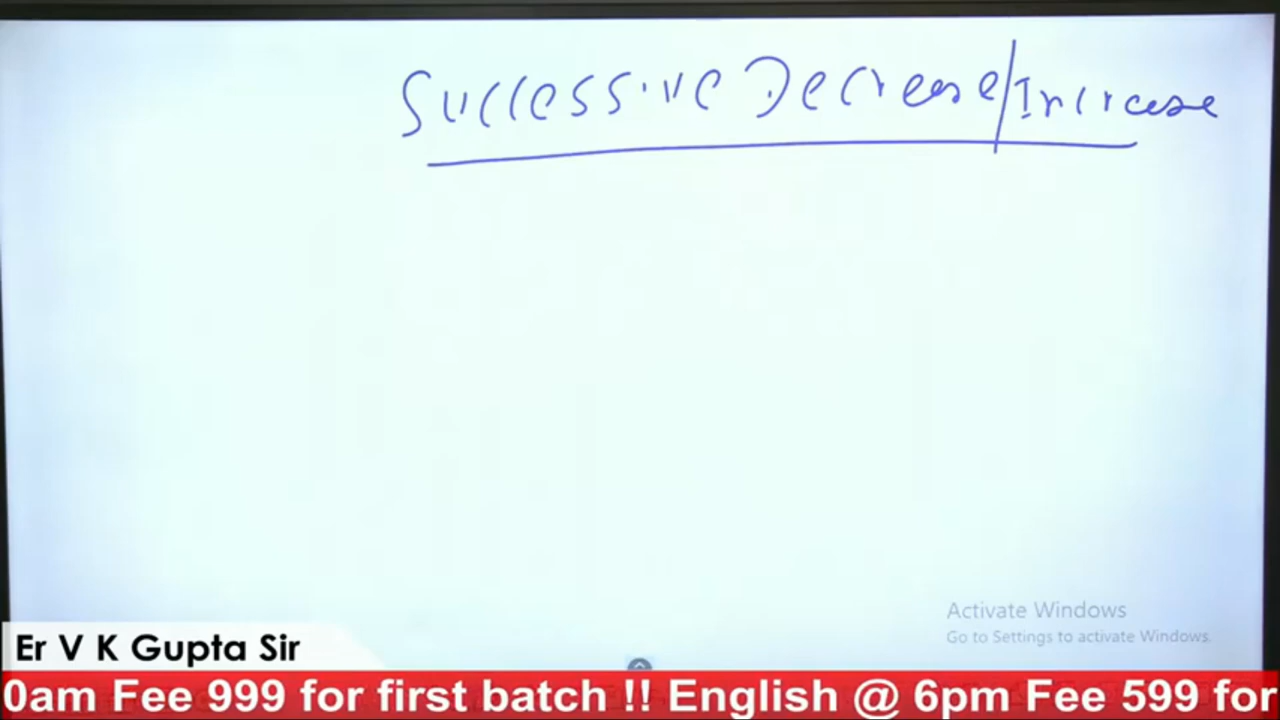 Successive Decrease/Increase
Activate Windows
Go to Settings to activate Windows.
Er V K Gupta Sir
0am Fee 999 for first batch !! English @ 6pm Fee 599 for